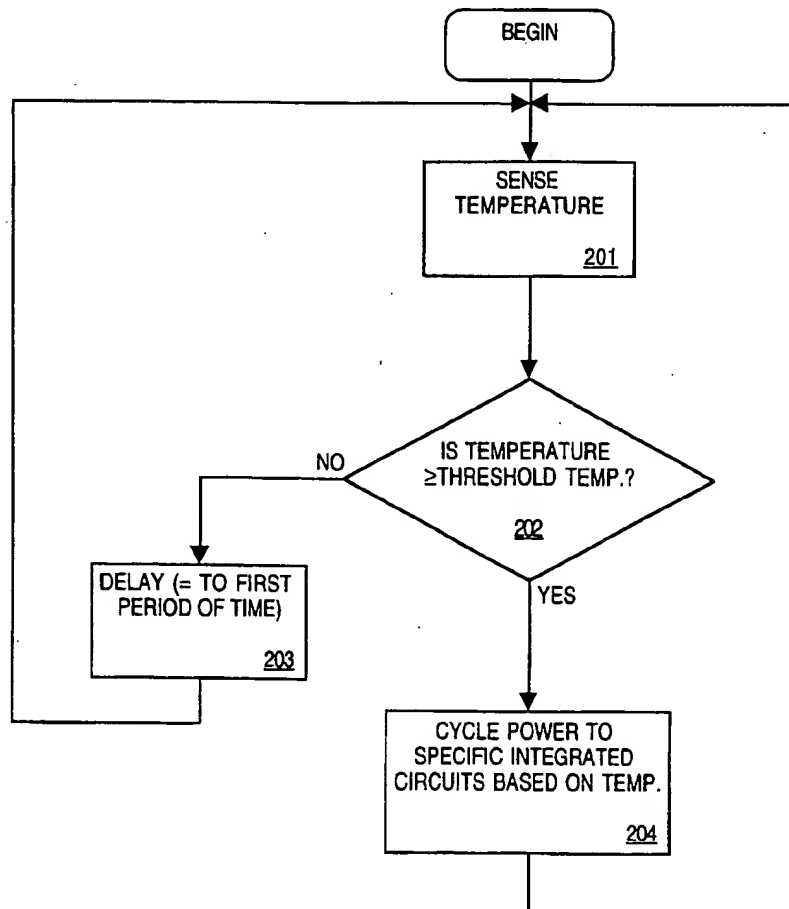 BEGIN
SENSE
TEMPERATURE
201
IS TEMPERATURE
≥THRESHOLD TEMP.?
202
NO
YES
DELAY (= TO FIRST
PERIOD OF TIME)
203
CYCLE POWER TO
SPECIFIC INTEGRATED
CIRCUITS BASED ON TEMP.
204